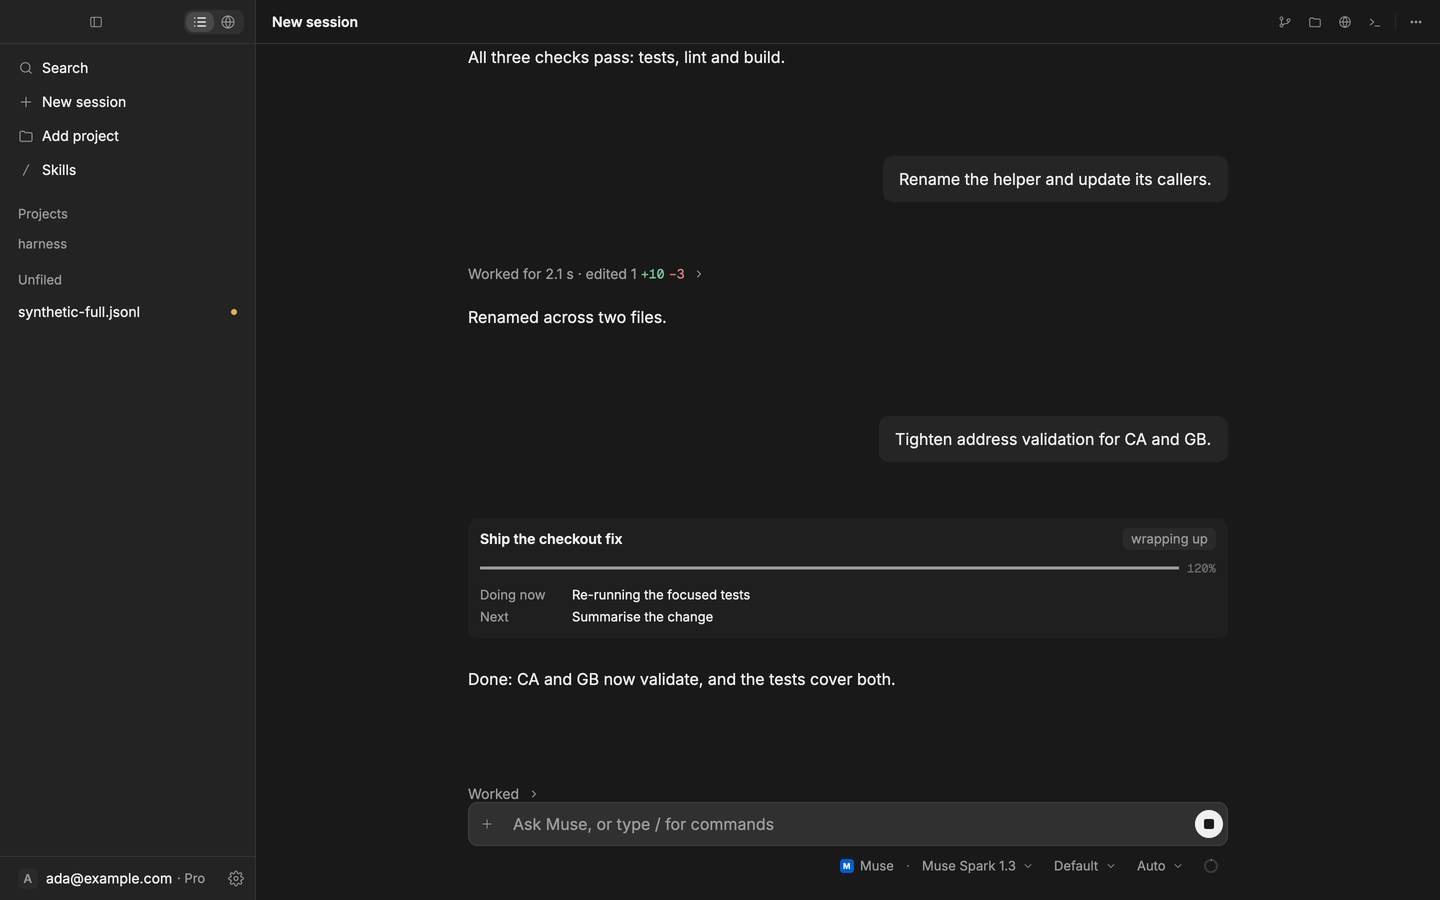 New session
Search
New session
Add project
Skills
Projects
harness
Unfiled
synthetic-full.jsonl
A ada@example.com · Pro
All three checks pass: tests, lint and build.
Rename the helper and update its callers.
Worked for 2.1 s · edited 1 +10 −3
Renamed across two files.
Tighten address validation for CA and GB.
Ship the checkout fix wrapping up
120%
Doing now Re-running the focused tests
Next Summarise the change
Done: CA and GB now validate, and the tests cover both.
Worked
Ask Muse, or type / for commands
M Muse · Muse Spark 1.3 Default Auto